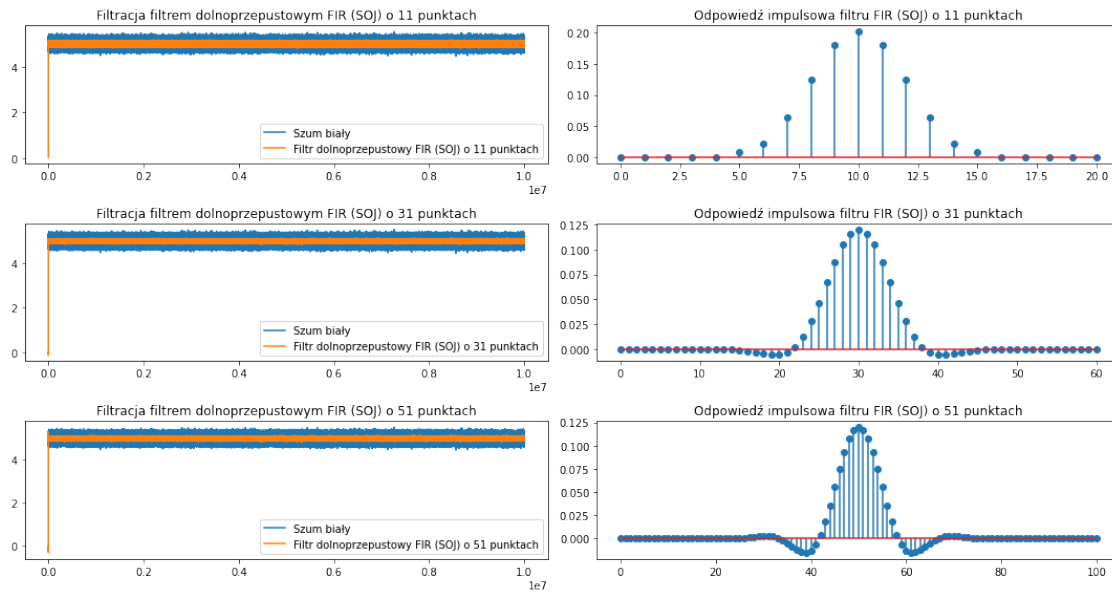 Filtracja filtrem dolnoprzepustowym FIR (SOJ) o 11 punktach
4
2
0
Szum biały
Filtr dolnoprzepustowy FIR (SOJ) o 11 punktach
0.0 0.2 0.4 0.6 0.8 1.0
1e7
Odpowiedź impulsowa filtru FIR (SOJ) o 11 punktach
0.20
0.15
0.10
0.05
0.00
0.0 2.5 5.0 7.5 10.0 12.5 15.0 17.5 20.0
Filtracja filtrem dolnoprzepustowym FIR (SOJ) o 31 punktach
4
2
0
Szum biały
Filtr dolnoprzepustowy FIR (SOJ) o 31 punktach
0.0 0.2 0.4 0.6 0.8 1.0
1e7
Odpowiedź impulsowa filtru FIR (SOJ) o 31 punktach
0.125
0.100
0.075
0.050
0.025
0.000
0 10 20 30 40 50 60
Filtracja filtrem dolnoprzepustowym FIR (SOJ) o 51 punktach
4
2
0
Szum biały
Filtr dolnoprzepustowy FIR (SOJ) o 51 punktach
0.0 0.2 0.4 0.6 0.8 1.0
1e7
Odpowiedź impulsowa filtru FIR (SOJ) o 51 punktach
0.125
0.100
0.075
0.050
0.025
0.000
0 20 40 60 80 100